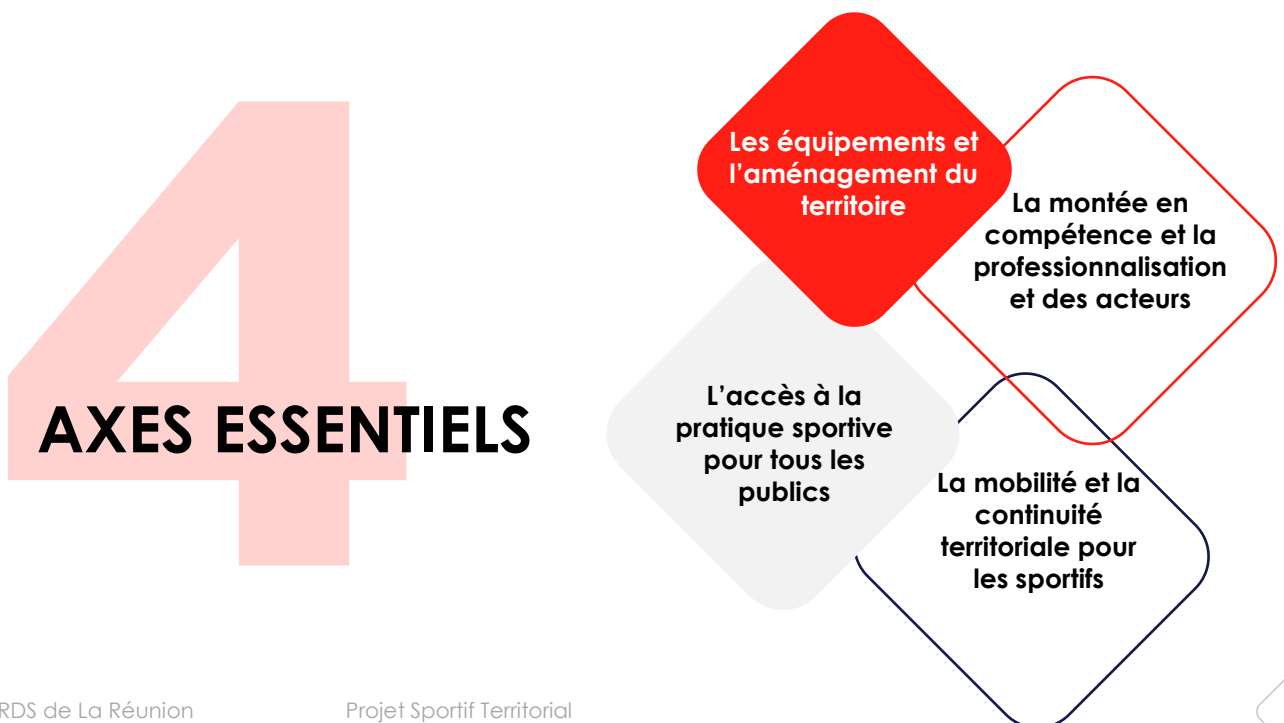 4
AXES ESSENTIELS
Les équipements et
l'aménagement du
territoire
La montée en
compétence et la
professionnalisation
et des acteurs
L'accès à la
pratique sportive
pour tous les
publics
La mobilité et la
continuité
territoriale pour
les sportifs
RDS de La Réunion
Projet Sportif Territorial